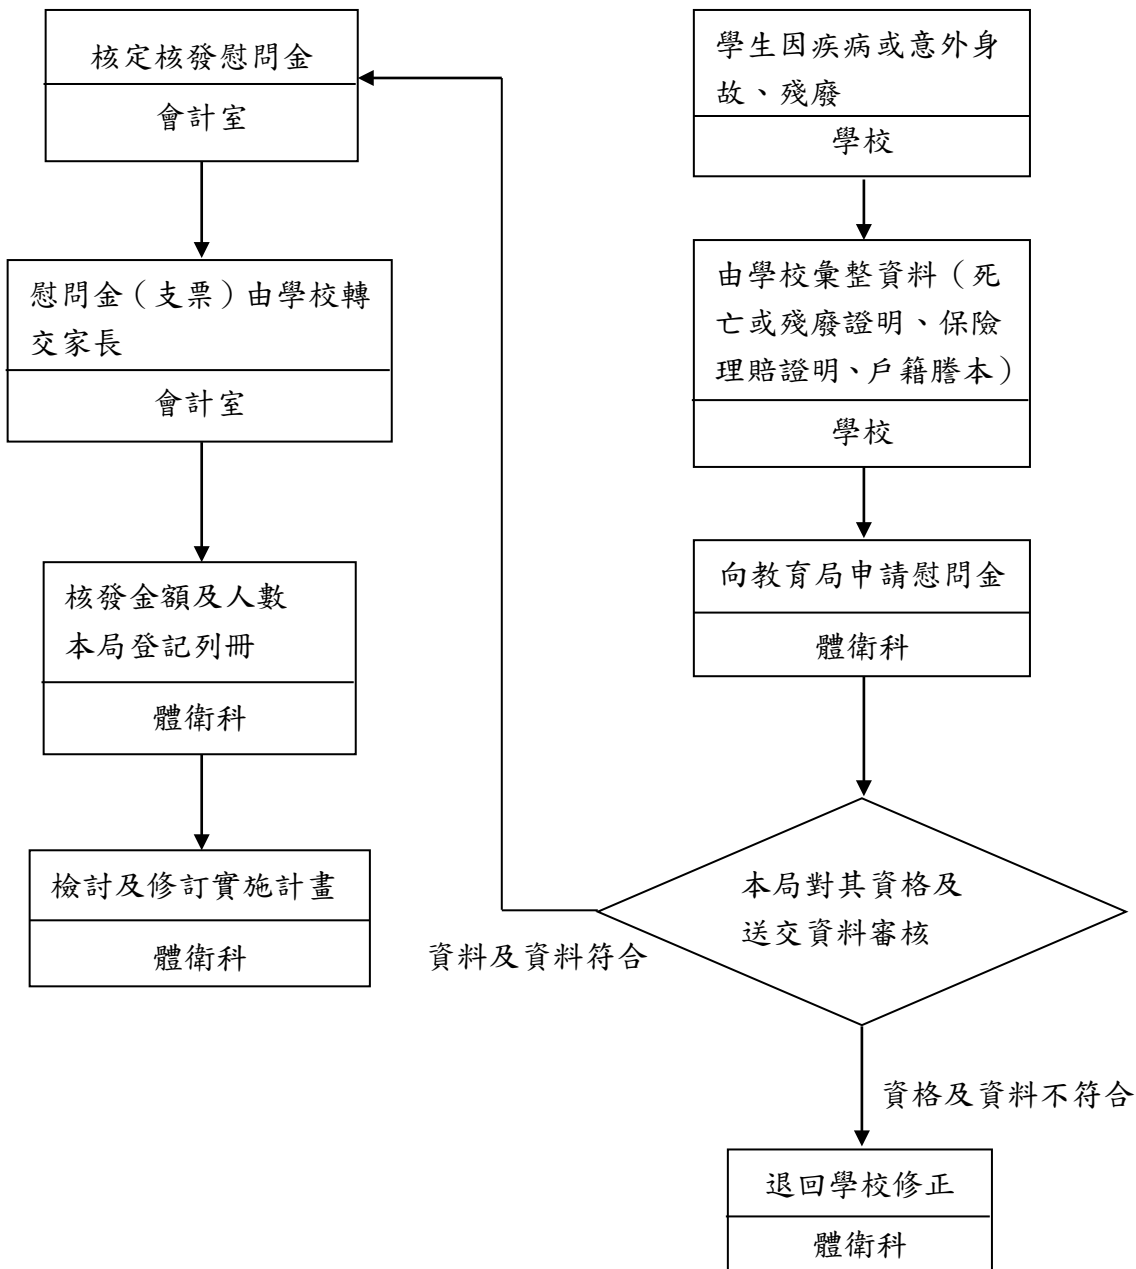 學生因疾病或意外身
故、殘廢
學校
由學校彙整資料（死
亡或殘廢證明、保險
理賠證明、戶籍謄本）
學校
向教育局申請慰問金
體衛科
本局對其資格及
送交資料審核
資料及資料符合
資格及資料不符合
退回學校修正
體衛科
核定核發慰問金
會計室
慰問金（支票）由學校轉
交家長
會計室
核發金額及人數
本局登記列冊
體衛科
檢討及修訂實施計畫
體衛科